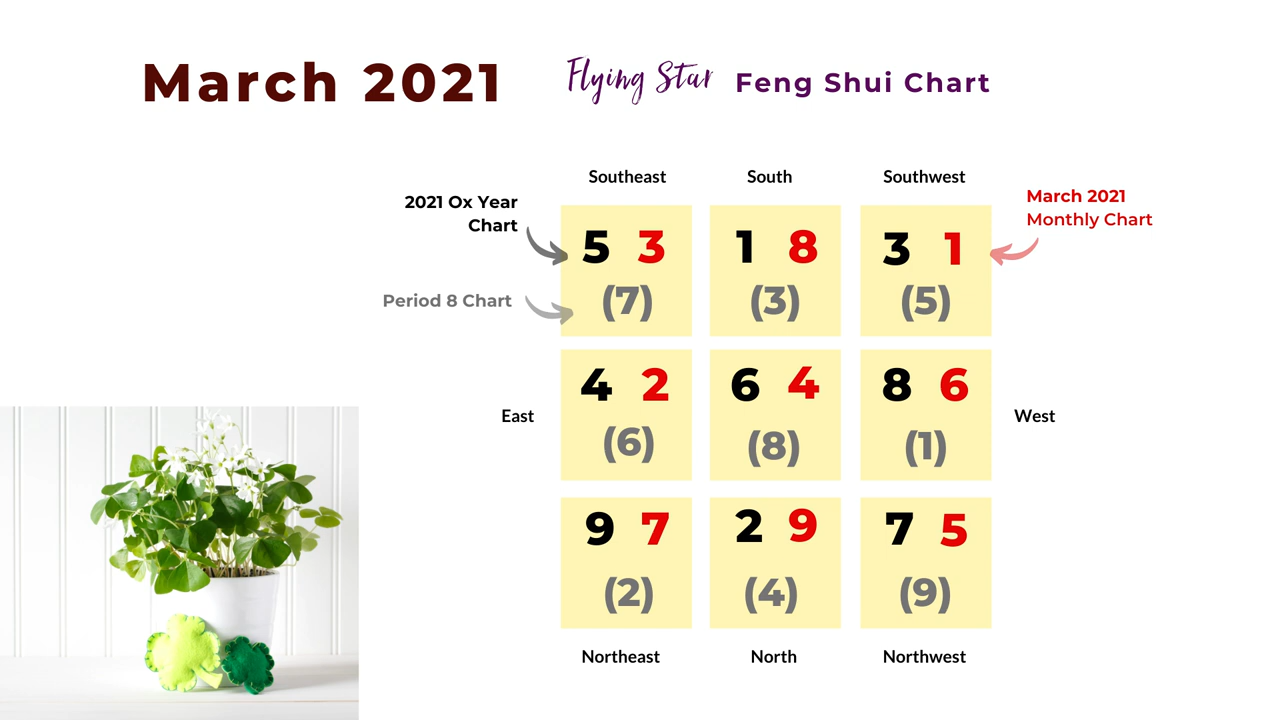 March 2021 Flying Star Feng Shui Chart
Southeast South Southwest
2021 Ox Year
Chart
March 2021
Monthly Chart
5 3 1 8 3 1
(7) (3) (5)
Period 8 Chart
4 2 6 4 8 6
East West
(6) (8) (1)
9 7 2 9 7 5
(2) (4) (9)
Northeast North Northwest